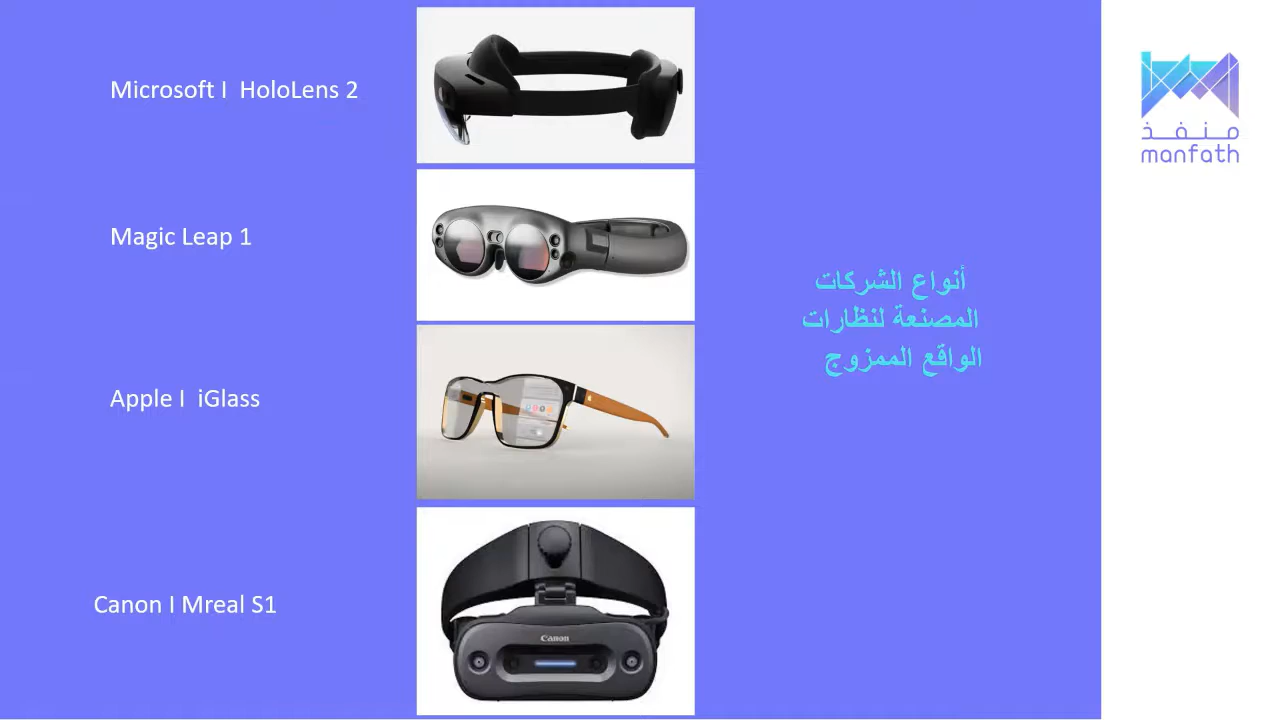 Microsoft I HoloLens 2
Magic Leap 1
Apple I iGlass
Canon I Mreal S1
Canon
أنواع الشركات
المصنعة لنظارات
الواقع الممزوج
منفذ
manfath